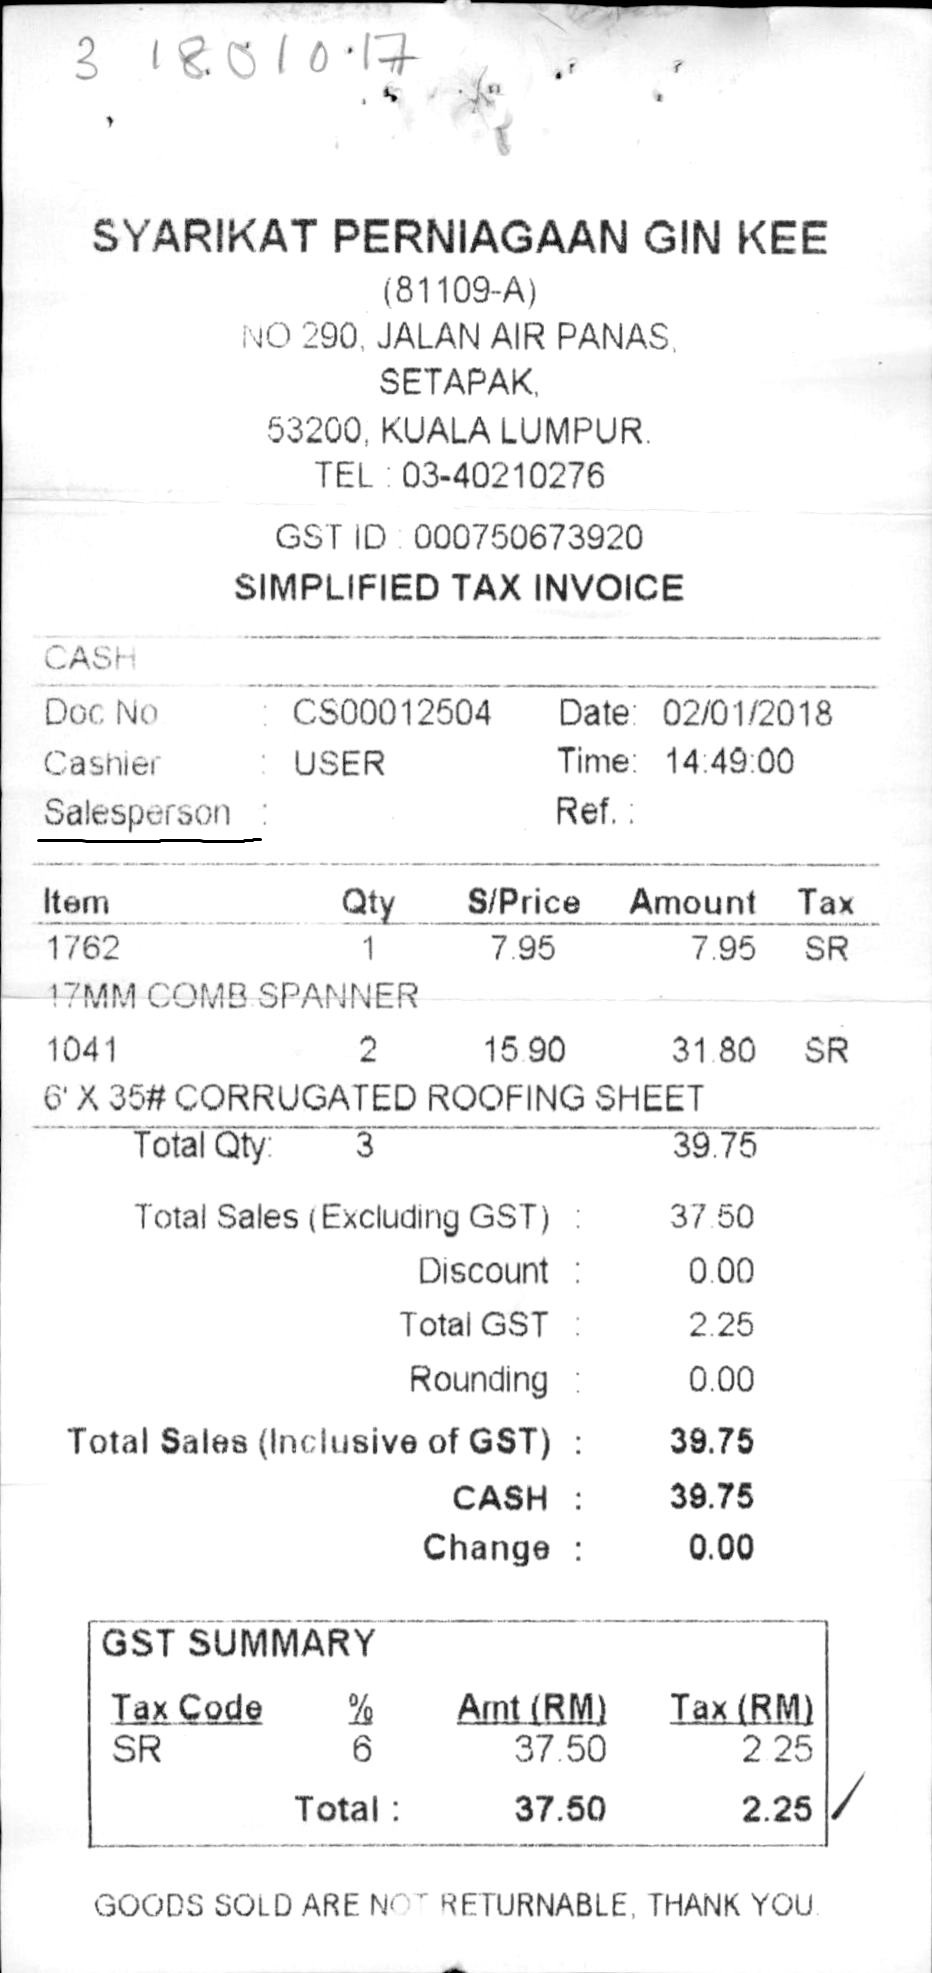 3 18.010.17
SYARIKAT PERNIAGAAN GIN KEE
(81109-A)
NO 290, JALAN AIR PANAS,
SETAPAK,
53200, KUALA LUMPUR.
TEL : 03-40210276
GST ID : 000750673920
SIMPLIFIED TAX INVOICE
CASH
Doc No : CS00012504 Date: 02/01/2018
Cashier : USER Time: 14:49:00
Salesperson : Ref. :
Item Qty S/Price Amount Tax
1762 1 7.95 7.95 SR
17MM COMB SPANNER
1041 2 15.90 31.80 SR
6' X 35# CORRUGATED ROOFING SHEET
Total Qty: 3 39.75
Total Sales (Excluding GST) : 37.50
Discount : 0.00
Total GST : 2.25
Rounding : 0.00
Total Sales (Inclusive of GST) : 39.75
CASH : 39.75
Change : 0.00
GST SUMMARY
Tax Code % Amt (RM) Tax (RM)
SR 6 37.50 2.25
Total : 37.50 2.25
GOODS SOLD ARE NOT RETURNABLE, THANK YOU.